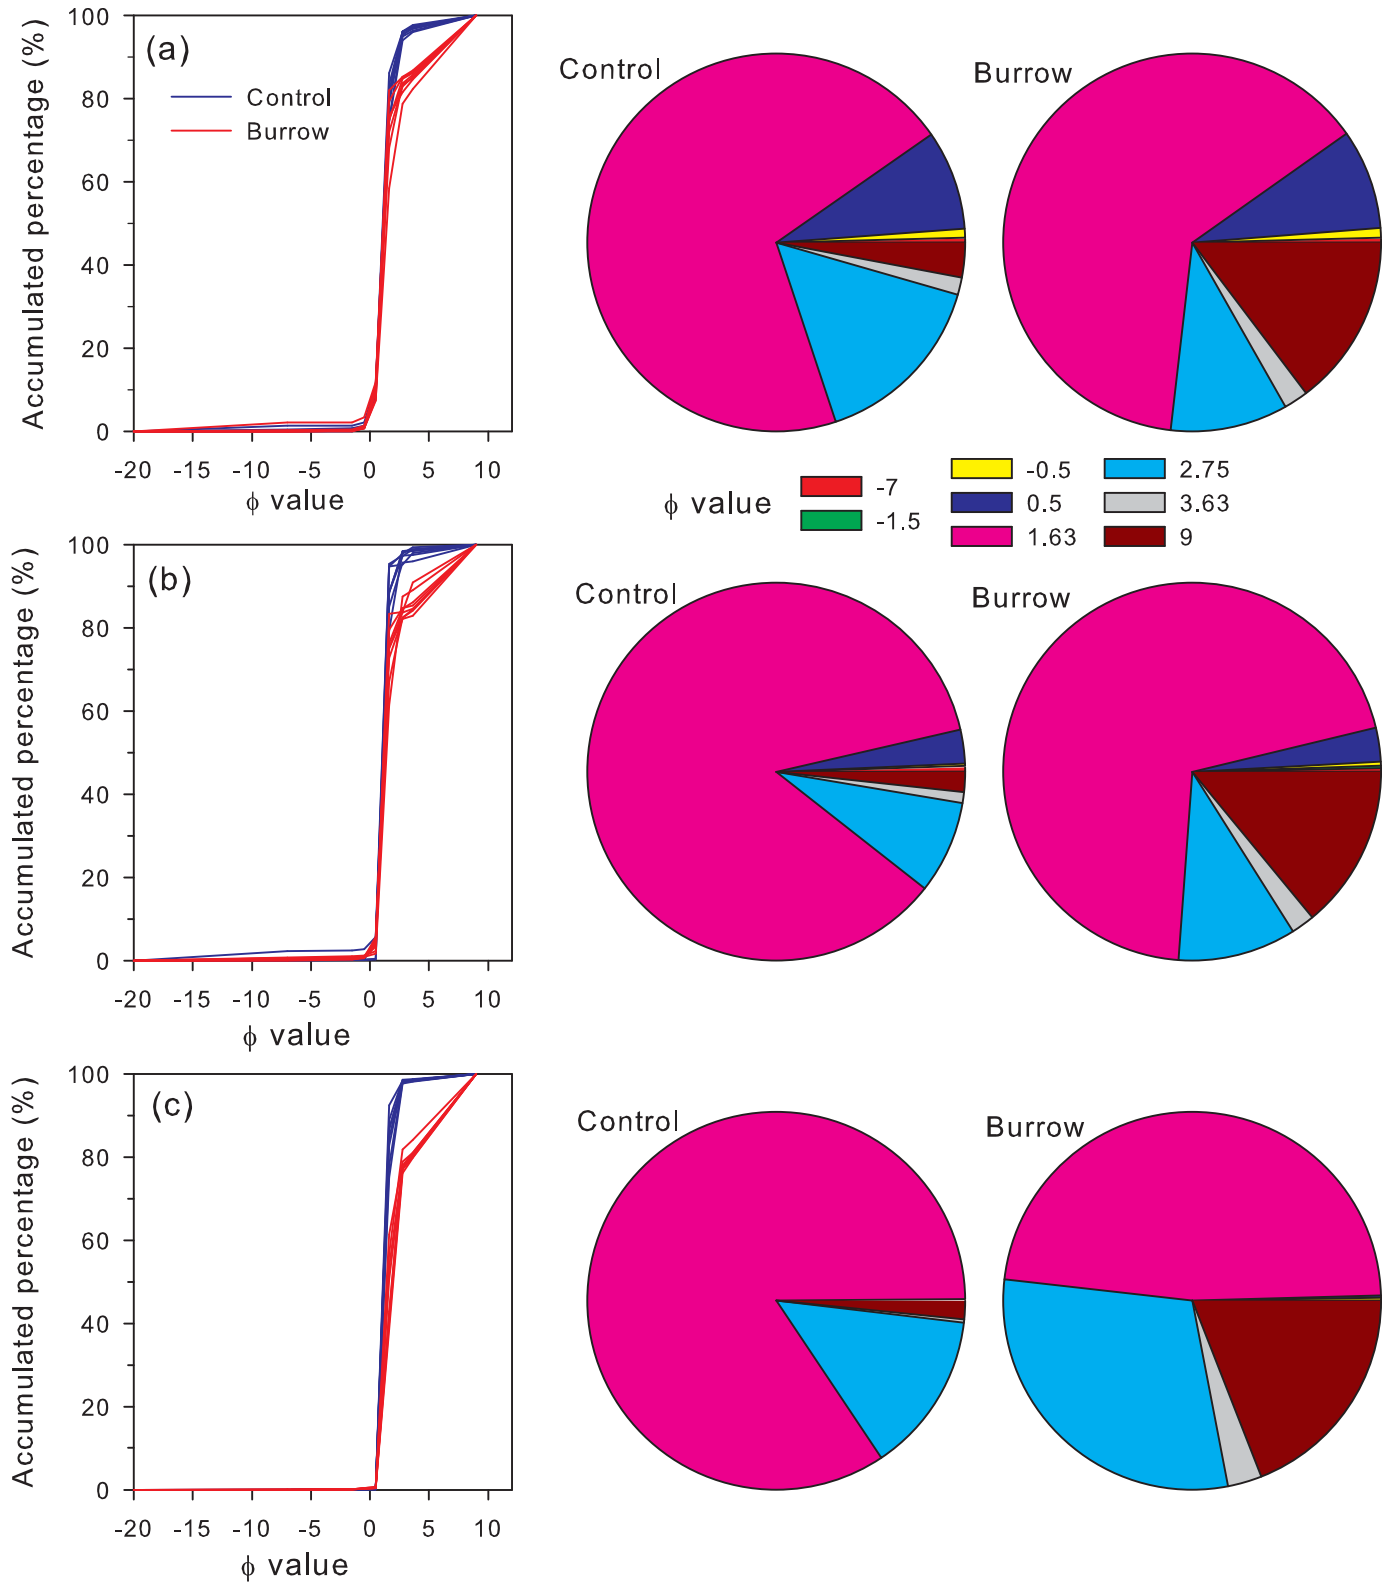 Accumulated percentage (%)
100
80
60
40
20
0
(a)
Control
Burrow
-20 -15 -10 -5 0 5 10
ϕ value
Control
Burrow
ϕ value
-7
-1.5
-0.5
0.5
1.63
2.75
3.63
9
Accumulated percentage (%)
100
80
60
40
20
0
(b)
-20 -15 -10 -5 0 5 10
ϕ value
Control
Burrow
Accumulated percentage (%)
100
80
60
40
20
0
(c)
-20 -15 -10 -5 0 5 10
ϕ value
Control
Burrow